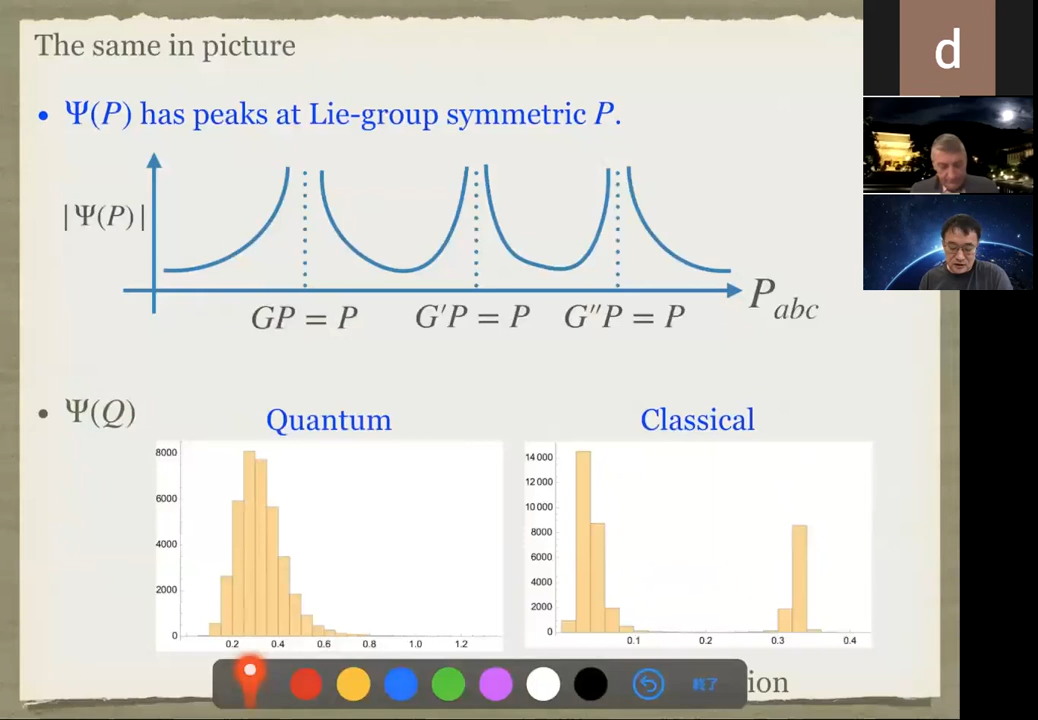 The same in picture
d
• Ψ(P) has peaks at Lie-group symmetric P.
|Ψ(P)|
GP = P
G′P = P
G″P = P
P_abc
• Ψ(Q)
Quantum
Classical
8000
6000
4000
2000
0
0.2 0.4 0.6 0.8 1.0 1.2
14 000
12 000
10 000
8000
6000
4000
2000
0
0.1 0.2 0.3 0.4
終了
ion